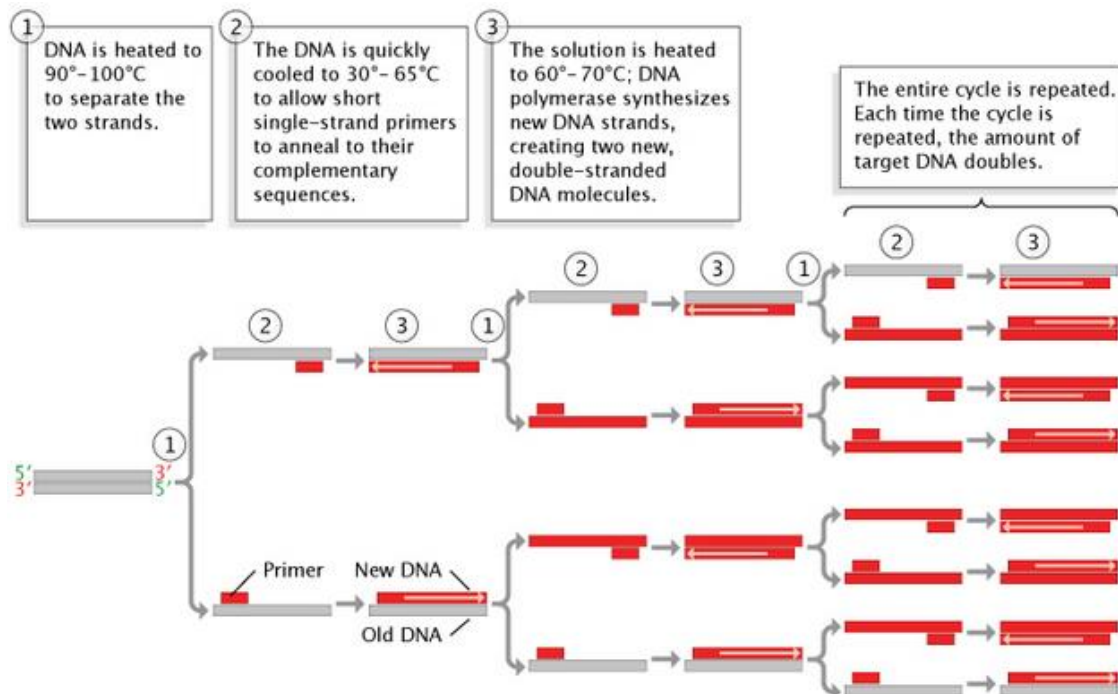 1
DNA is heated to
90°–100°C
to separate the
two strands.
2
The DNA is quickly
cooled to 30°–65°C
to allow short
single-strand primers
to anneal to their
complementary
sequences.
3
The solution is heated
to 60°–70°C; DNA
polymerase synthesizes
new DNA strands,
creating two new,
double-stranded
DNA molecules.
The entire cycle is repeated.
Each time the cycle is
repeated, the amount of
target DNA doubles.
2 3
2 3 1
2 3 1
1
5′ 3′
3′ 5′
Primer New DNA
Old DNA